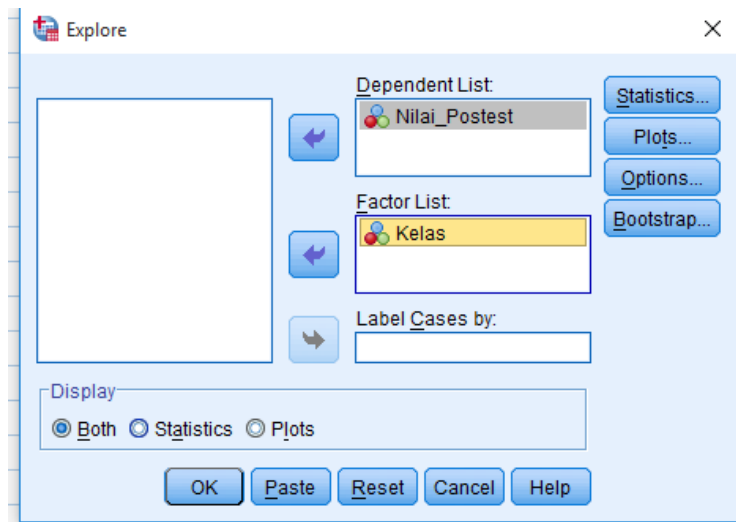 Explore
Dependent List:
Nilai_Postest
Factor List:
Kelas
Label Cases by:
Statistics...
Plots...
Options...
Bootstrap...
Display
Both Statistics Plots
OK Paste Reset Cancel Help